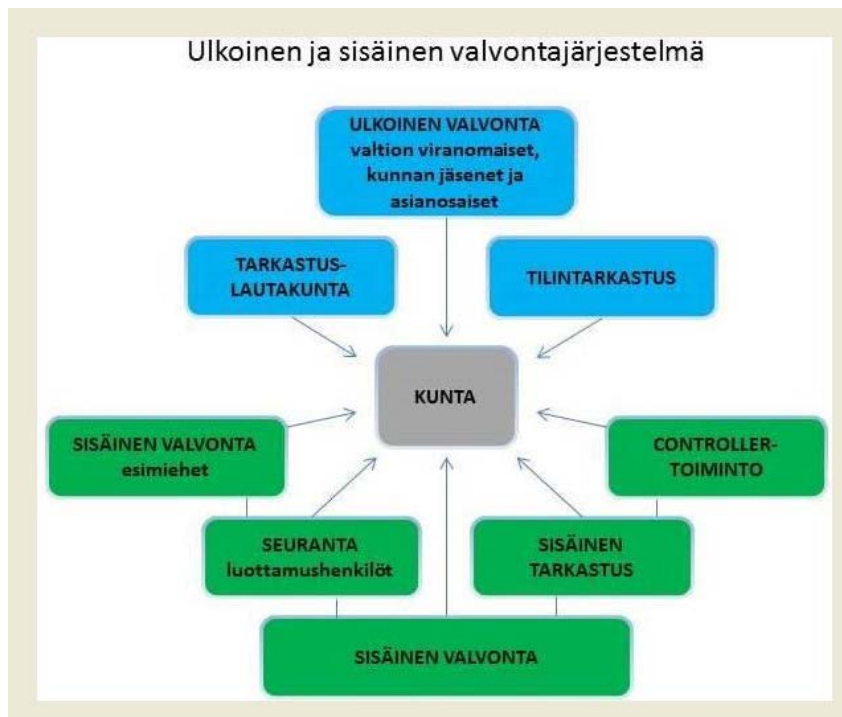 Ulkoinen ja sisäinen valvontajärjestelmä
ULKOINEN VALVONTA
valtion viranomaiset,
kunnan jäsenet ja
asianosaiset
TARKASTUS-
LAUTAKUNTA
TILINTARKASTUS
KUNTA
SISÄINEN VALVONTA
esimiehet
CONTROLLER-
TOIMINTO
SEURANTA
luottamushenkilöt
SISÄINEN
TARKASTUS
SISÄINEN VALVONTA